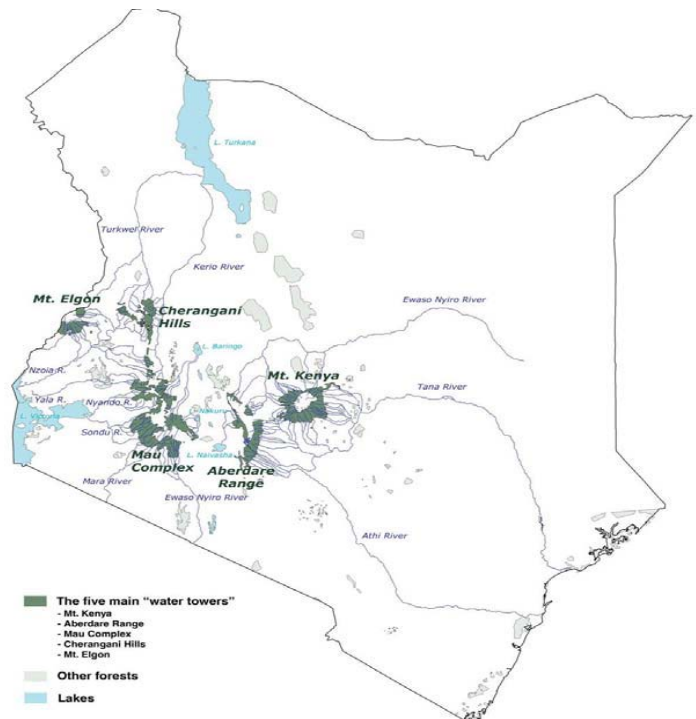 L. Turkana
Turkwel River
Kerio River
Mt. Elgon
Cherangani
Hills
Ewaso Nyiro River
L. Baringo
Mt. Kenya
Nzoia R.
Tana River
Yala R.
Nyando R.
L. Victoria
L. Nakuru
Sondu R.
Mau
Complex
L. Naivasha
Aberdare
Range
Mara River
Ewaso Nyiro River
Athi River
The five main "water towers"
- Mt. Kenya
- Aberdare Range
- Mau Complex
- Cherangani Hills
- Mt. Elgon
Other forests
Lakes